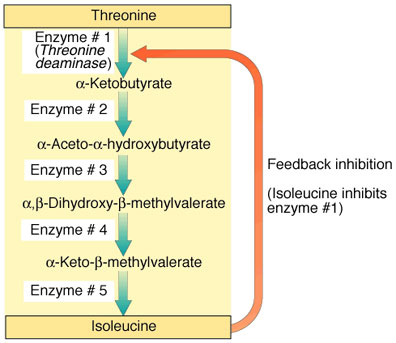 Threonine
Enzyme # 1
(Threonine
deaminase)
α-Ketobutyrate
Enzyme # 2
α-Aceto-α-hydroxybutyrate
Enzyme # 3
α,β-Dihydroxy-β-methylvalerate
Enzyme # 4
α-Keto-β-methylvalerate
Enzyme # 5
Isoleucine
Feedback inhibition
(Isoleucine inhibits
enzyme #1)